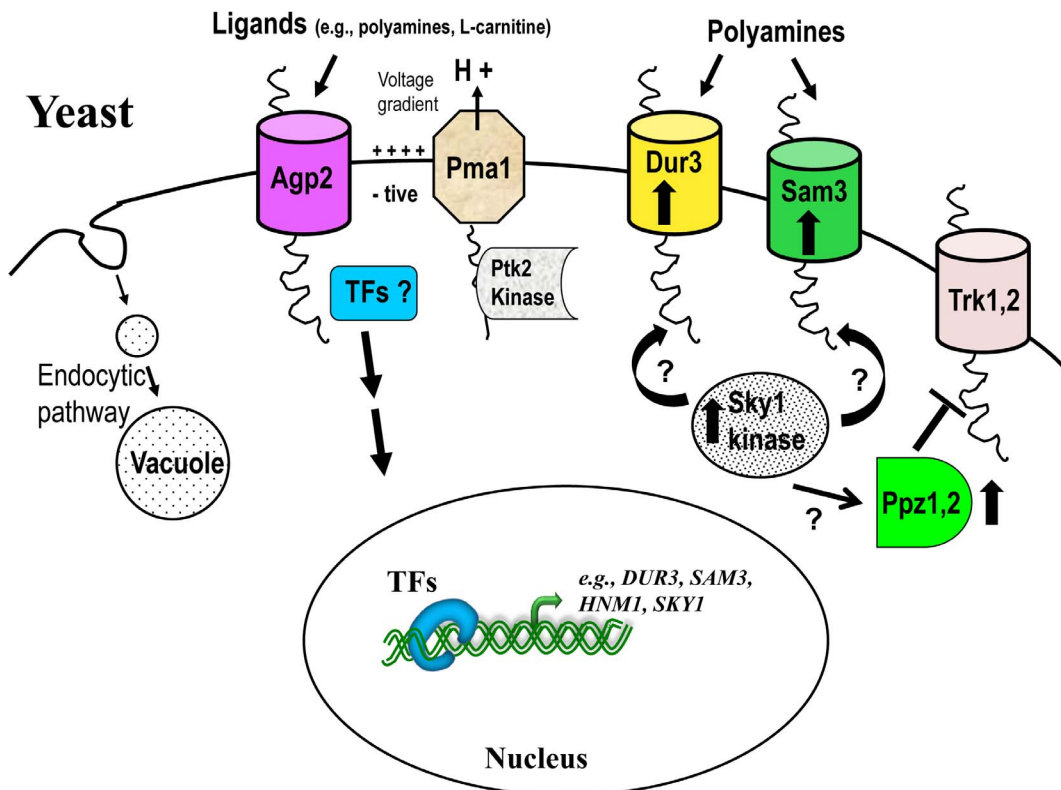 Ligands (e.g., polyamines, L-carnitine)
Polyamines
Yeast
Voltage
gradient
H +
Agp2
+ + + +
- tive
Pma1
Dur3
Sam3
Trk1,2
TFs ?
Ptk2
Kinase
?
?
Sky1
kinase
?
Ppz1,2
Endocytic
pathway
Vacuole
TFs
e.g., DUR3, SAM3,
HNM1, SKY1
Nucleus